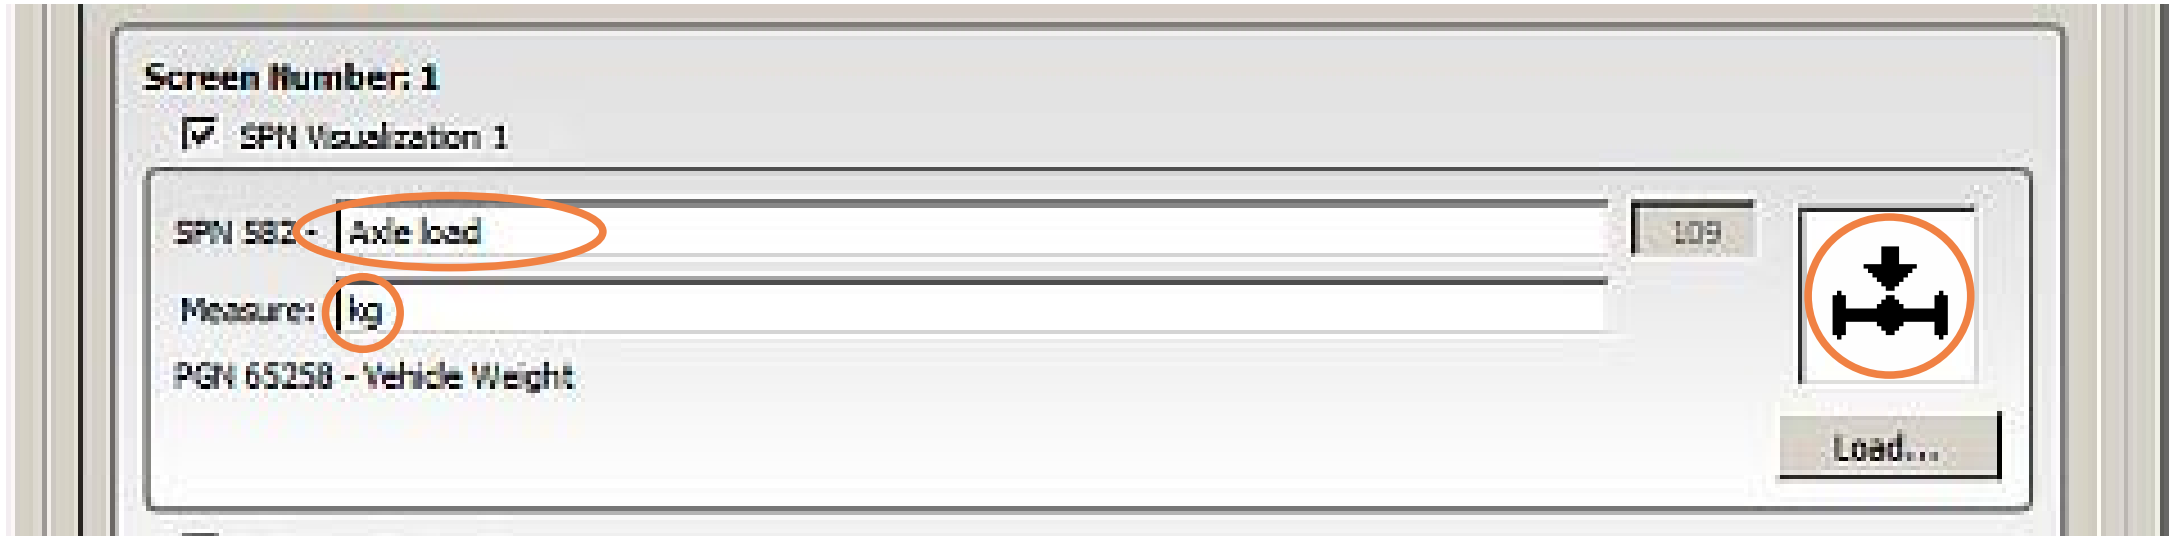 Screen Number: 1
SPN Visualization 1
SPN 582 - Axle load 109
Measure: kg
PGN 65258 - Vehicle Weight
Load...